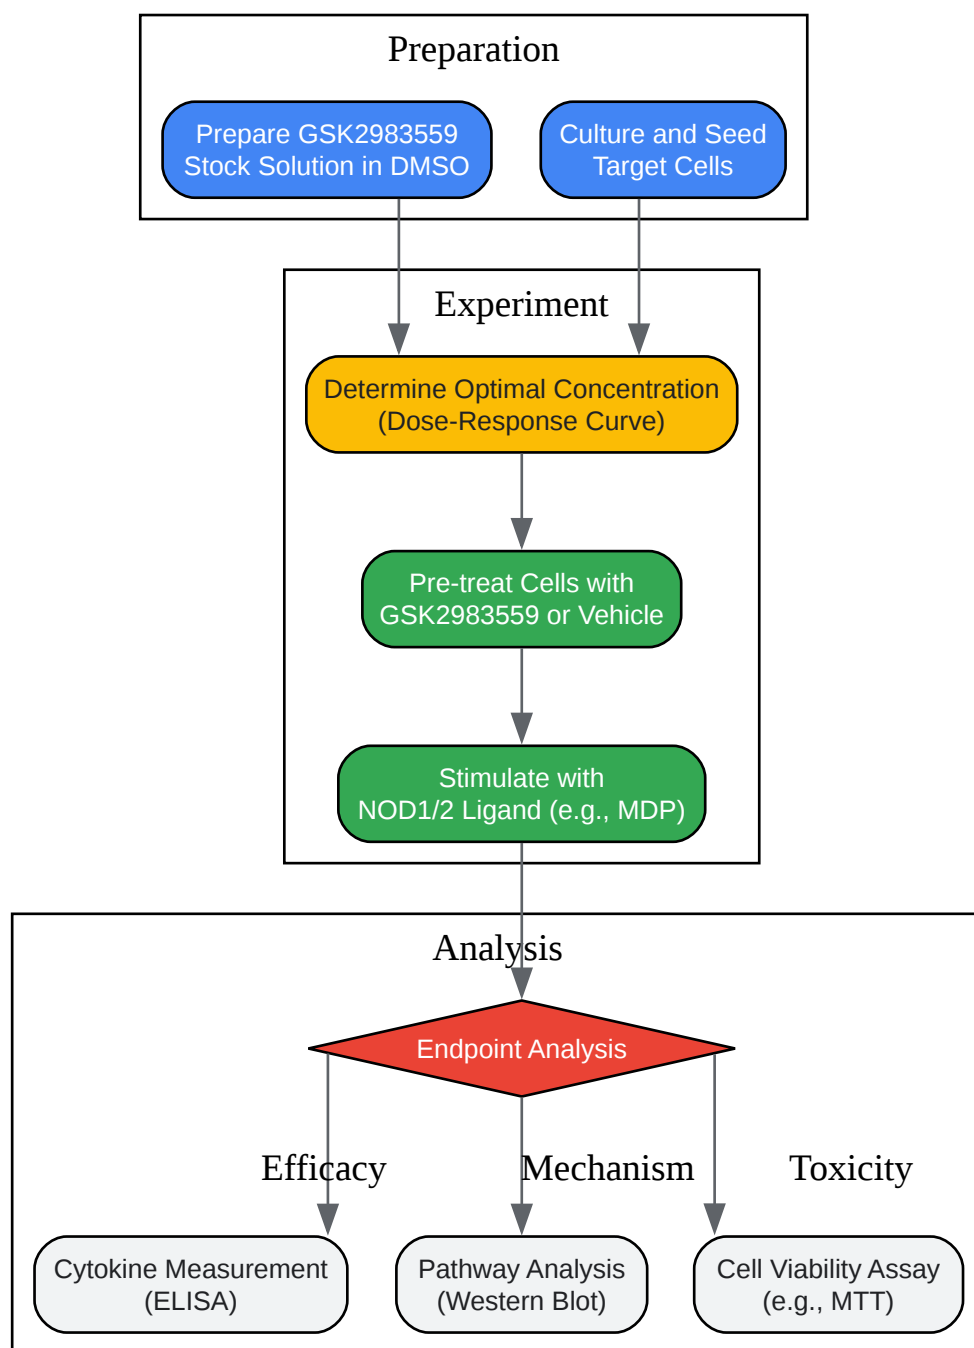 Preparation
Prepare GSK2983559
Stock Solution in DMSO
Culture and Seed
Target Cells
Experiment
Determine Optimal Concentration
(Dose-Response Curve)
Pre-treat Cells with
GSK2983559 or Vehicle
Stimulate with
NOD1/2 Ligand (e.g., MDP)
Analysis
Endpoint Analysis
Efficacy
Mechanism
Toxicity
Cytokine Measurement
(ELISA)
Pathway Analysis
(Western Blot)
Cell Viability Assay
(e.g., MTT)